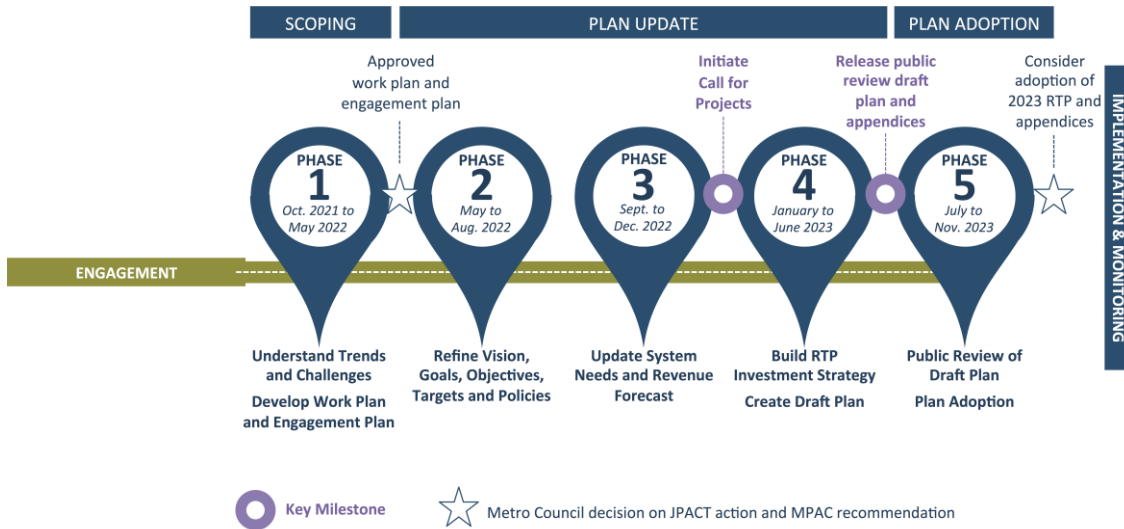 SCOPING
PLAN UPDATE
PLAN ADOPTION
Approved
work plan and
engagement plan
Initiate
Call for
Projects
Release public
review draft
plan and
appendices
Consider
adoption of
2023 RTP and
appendices
PHASE
1
Oct. 2021 to
May 2022
PHASE
2
May to
Aug. 2022
PHASE
3
Sept. to
Dec. 2022
PHASE
4
January to
June 2023
PHASE
5
July to
Nov. 2023
IMPLEMENTATION & MONITORING
ENGAGEMENT
Understand Trends
and Challenges
Develop Work Plan
and Engagement Plan
Refine Vision,
Goals, Objectives,
Targets and Policies
Update System
Needs and Revenue
Forecast
Build RTP
Investment Strategy
Create Draft Plan
Public Review of
Draft Plan
Plan Adoption
Key Milestone
Metro Council decision on JPACT action and MPAC recommendation